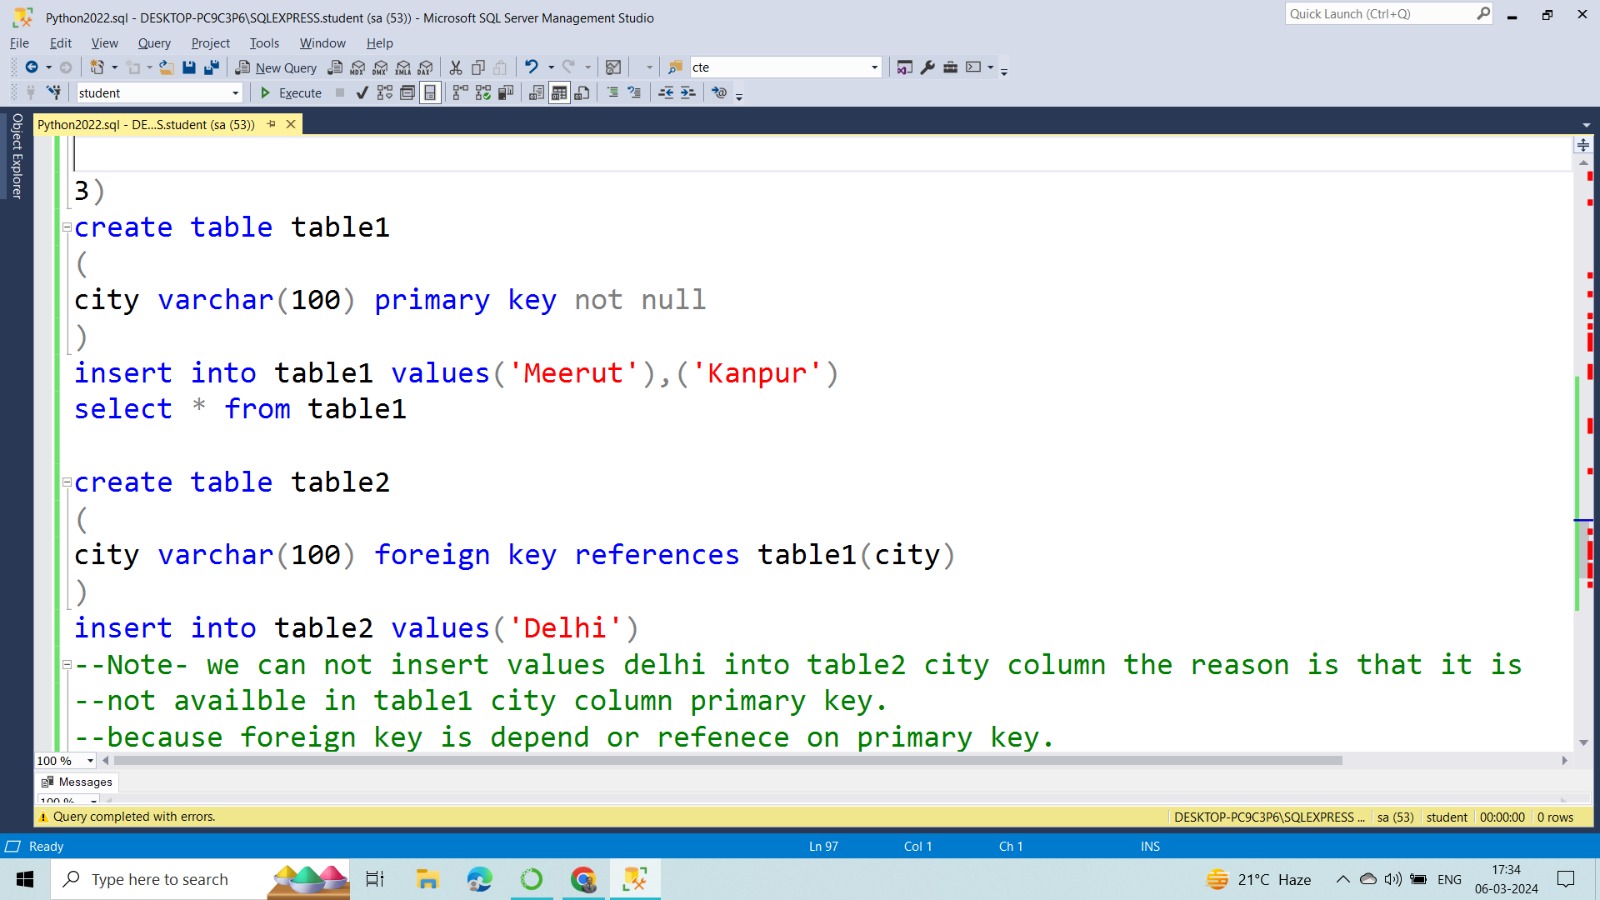 Python2022.sql - DESKTOP-PC9C3P6\SQLEXPRESS.student (sa (53)) - Microsoft SQL Server Management Studio
Quick Launch (Ctrl+Q)
File Edit View Query Project Tools Window Help
New Query MDX DMX XMLA DAX cte
student Execute
Object Explorer
Python2022.sql - DE...S.student (sa (53))
3)
create table table1
(
city varchar(100) primary key not null
)
insert into table1 values('Meerut'),('Kanpur')
select * from table1
create table table2
(
city varchar(100) foreign key references table1(city)
)
insert into table2 values('Delhi')
--Note- we can not insert values delhi into table2 city column the reason is that it is
--not availble in table1 city column primary key.
--because foreign key is depend or refenece on primary key.
100 %
Messages
100 %
Query completed with errors.
DESKTOP-PC9C3P6\SQLEXPRESS ... sa (53) student 00:00:00 0 rows
Ready Ln 97 Col 1 Ch 1 INS
Type here to search
21°C Haze ENG 17:34
06-03-2024